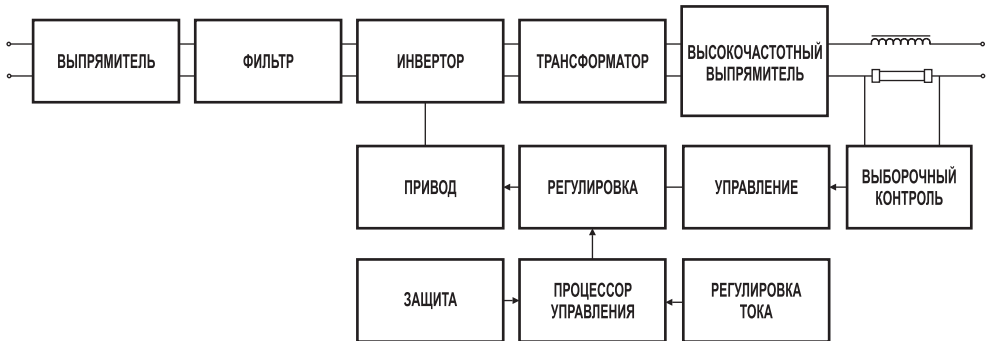 ВЫПРЯМИТЕЛЬ
ФИЛЬТР
ИНВЕРТОР
ТРАНСФОРМАТОР
ВЫСОКОЧАСТОТНЫЙ
ВЫПРЯМИТЕЛЬ
ПРИВОД
РЕГУЛИРОВКА
УПРАВЛЕНИЕ
ВЫБОРОЧНЫЙ
КОНТРОЛЬ
ЗАЩИТА
ПРОЦЕССОР
УПРАВЛЕНИЯ
РЕГУЛИРОВКА
ТОКА